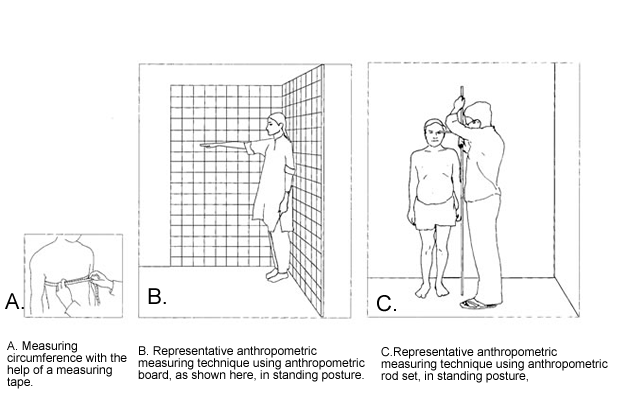 A.
B.
C.
A. Measuring
circumference with the
help of a measuring
tape.
B. Representative anthropometric
measuring technique using anthropometric
board, as shown here, in standing posture.
C.Representative anthropometric
measuring technique using anthropometric
rod set, in standing posture,